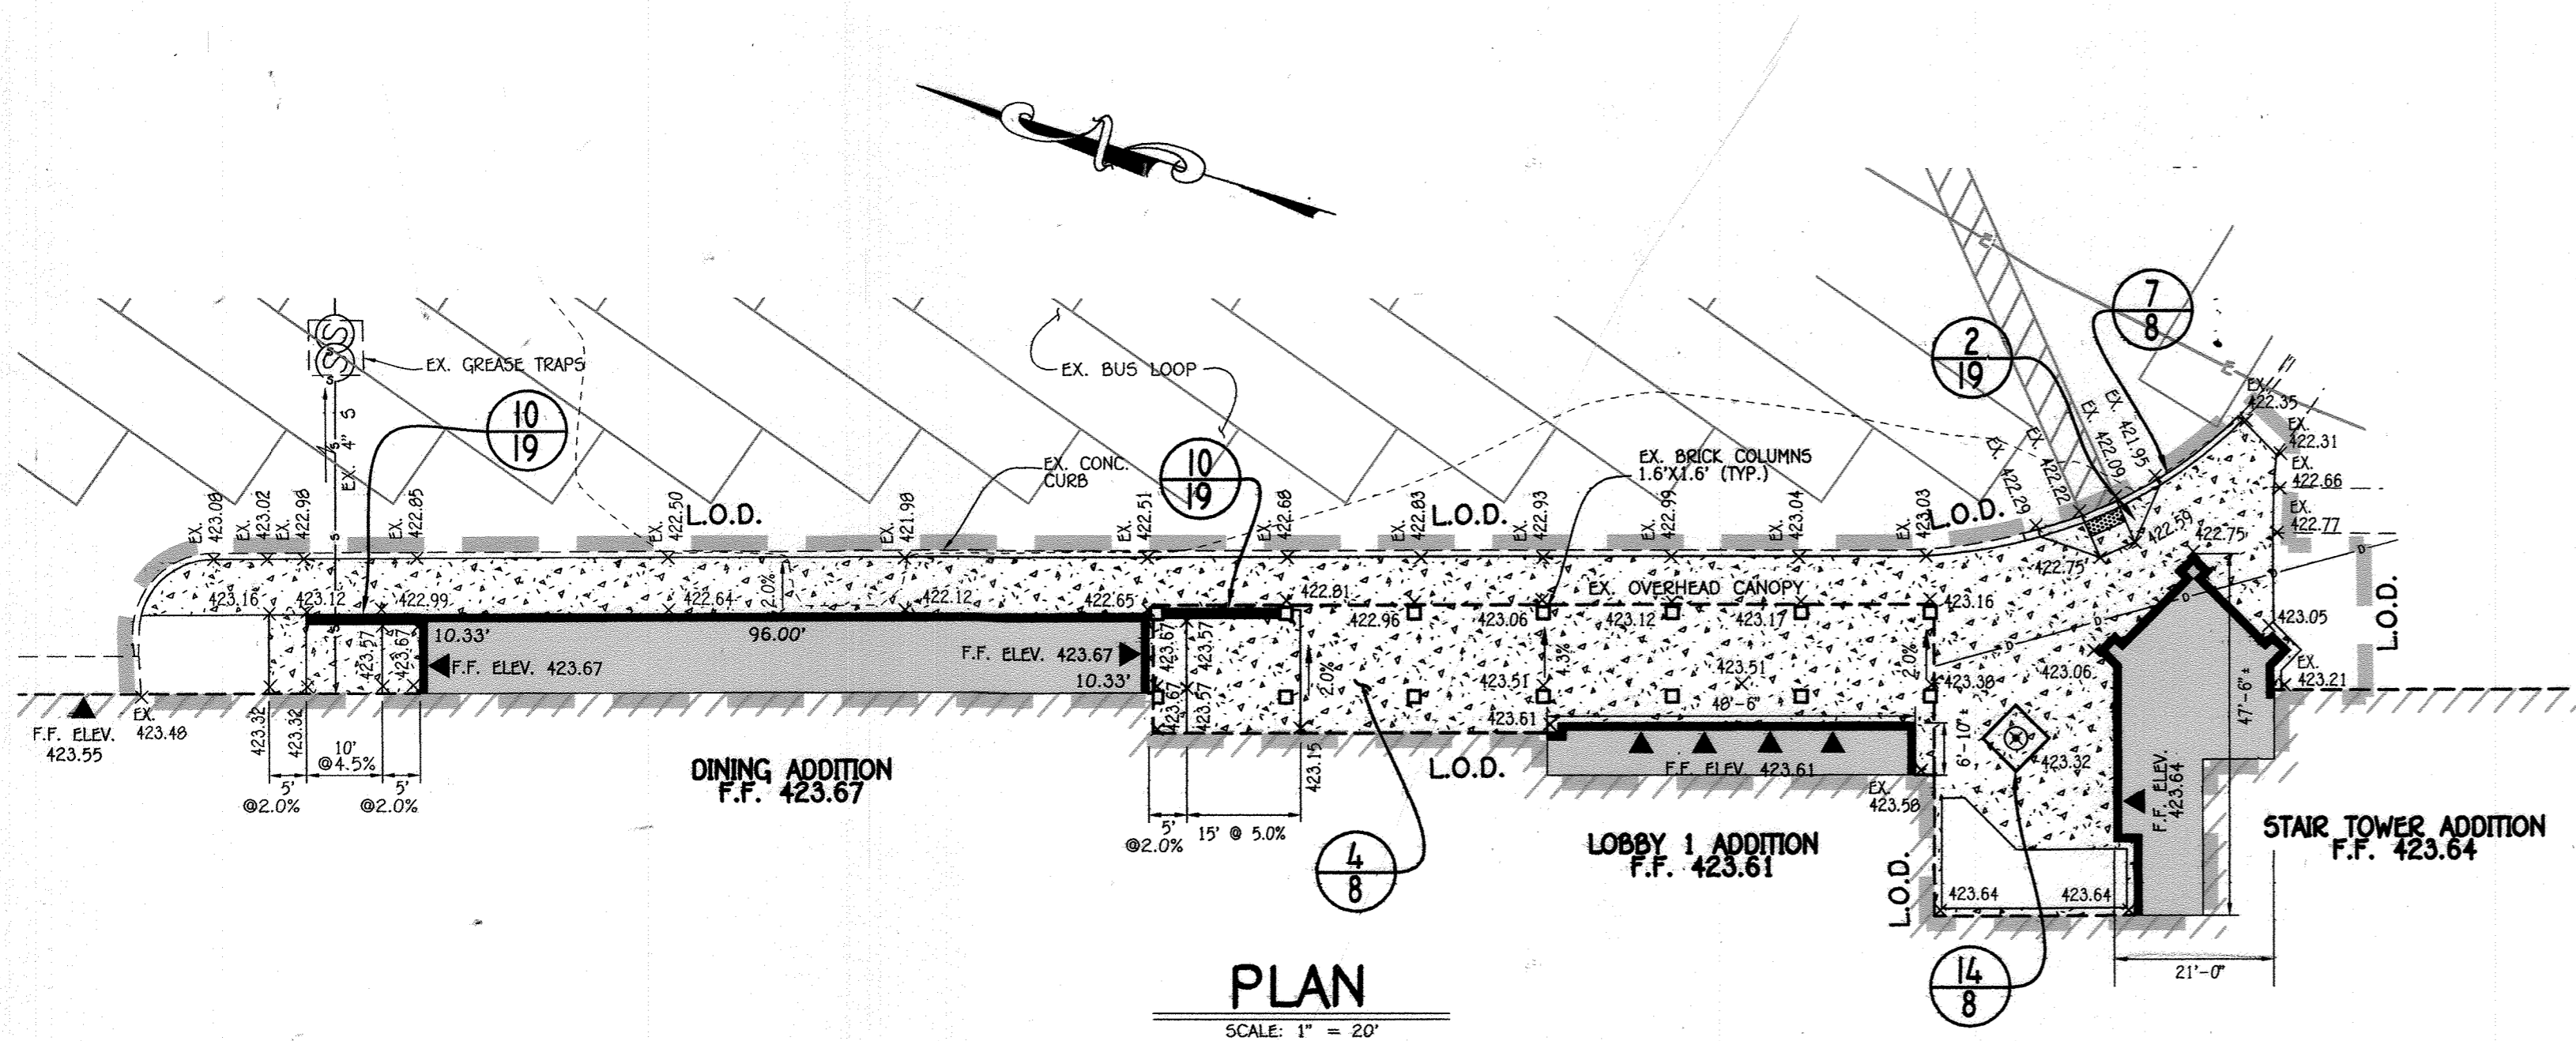 N
7
8
2
19
EX. GREASE TRAPS
EX. BUS LOOP
10
19
EX. 4" S
S
10
19
EX. CONC.
CURB
EX. BRICK COLUMNS
1.6'X1.6' (TYP.)
EX.
422.35
EX.
422.31
EX.
422.66
EX.
422.77
EX.
421.95
EX.
422.09
EX.
422.22
EX.
422.29
L.O.D.
L.O.D.
L.O.D.
EX.
423.08
EX.
423.02
EX.
422.98
EX.
422.85
EX.
422.50
EX.
421.98
EX.
422.51
EX.
422.68
EX.
422.83
EX.
422.93
EX.
422.99
EX.
423.04
EX.
423.03
422.59
422.75
422.75
EX. OVERHEAD CANOPY
423.16
423.12
422.99
422.64
2.0%
422.12
422.65
422.81
422.96
423.06
423.12
423.17
423.16
423.05
L.O.D.
10.33'
96.00'
F.F. ELEV. 423.67
F.F. ELEV. 423.67
10.33'
423.57
423.67
423.67
423.57
423.67
423.57
2.0%
4.3%
423.51
423.51
2.0%
423.38
423.06
EX.
423.21
48'-6"
423.61
F.F. ELEV. 423.61
6'-10"±
423.32
47'-6"±
F.F. ELEV.
423.55
EX.
423.48
423.32
423.32
10'
@4.5%
5'
@2.0%
5'
@2.0%
DINING ADDITION
F.F. 423.67
423.15
5'
@2.0%
15' @ 5.0%
L.O.D.
EX.
423.58
F.F. ELEV.
423.64
LOBBY 1 ADDITION
F.F. 423.61
STAIR TOWER ADDITION
F.F. 423.64
4
8
L.O.D.
423.64
423.64
14
8
21'-0"
PLAN
SCALE: 1" = 20'